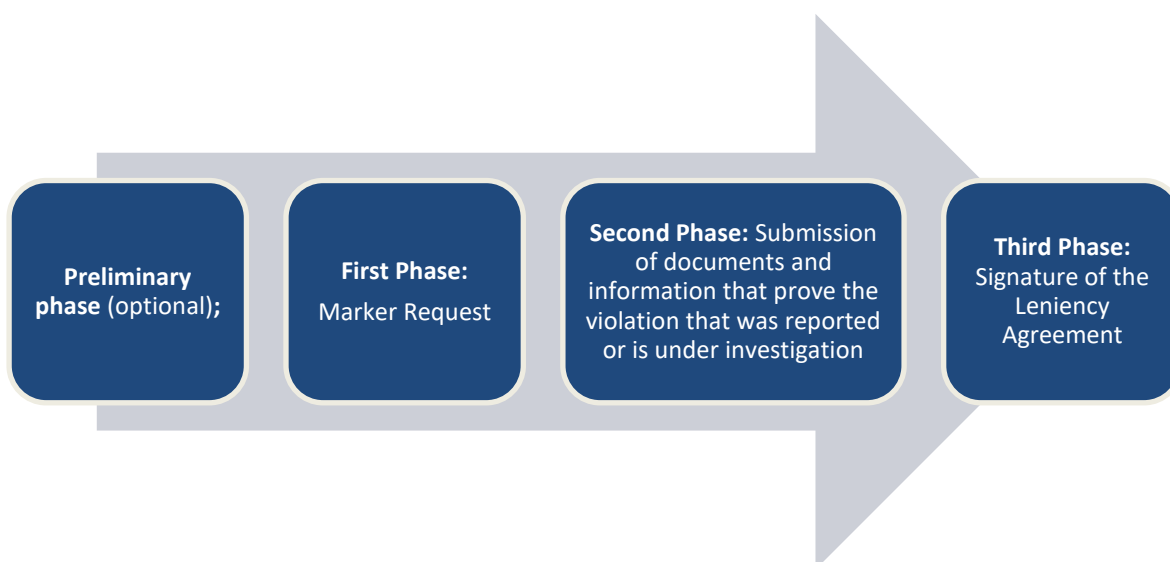 Preliminary
phase (optional);
First Phase:
Marker Request
Second Phase: Submission
of documents and
information that prove the
violation that was reported
or is under investigation
Third Phase:
Signature of the
Leniency
Agreement